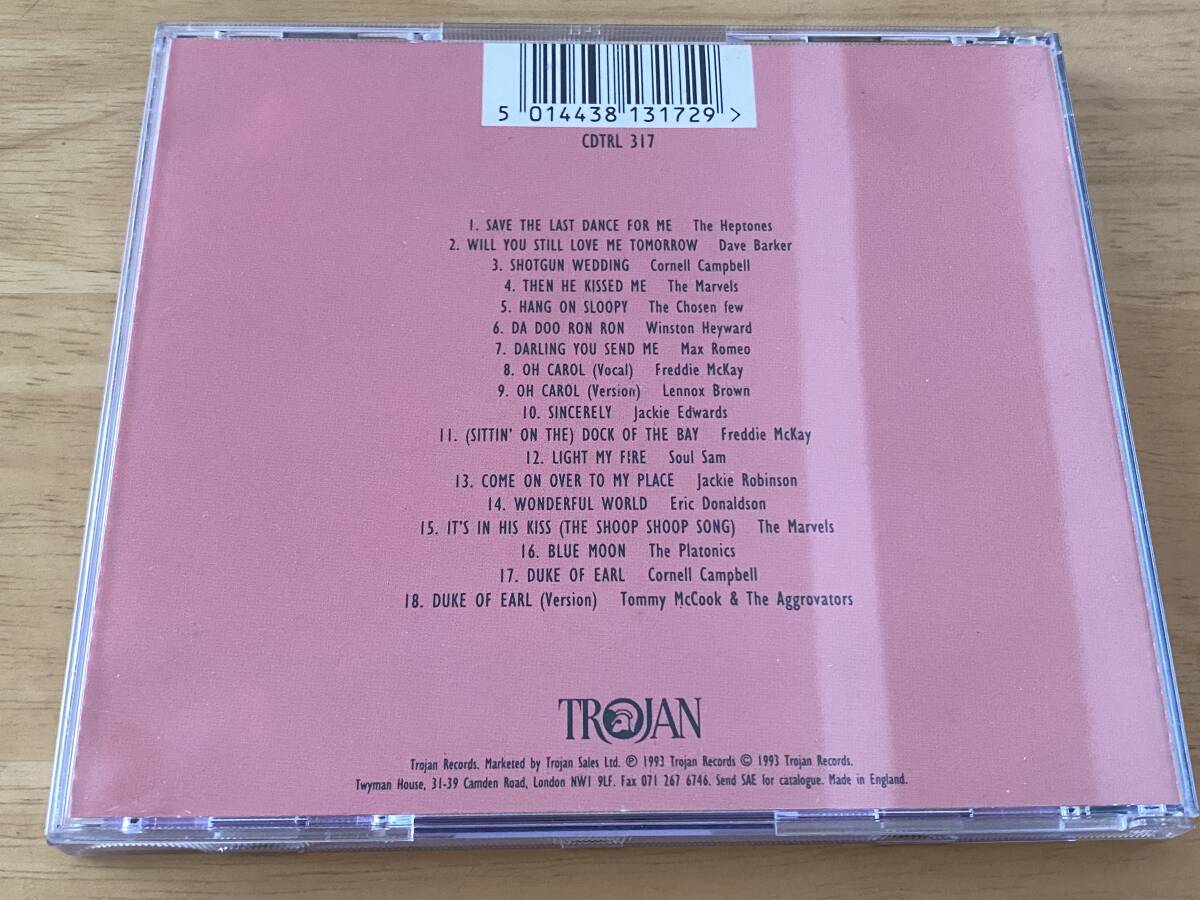 5 014438 131729 >
CDTRL 317
1. SAVE THE LAST DANCE FOR ME The Heptones
2. WILL YOU STILL LOVE ME TOMORROW Dave Barker
3. SHOTGUN WEDDING Cornell Campbell
4. THEN HE KISSED ME The Marvels
5. HANG ON SLOOPY The Chosen few
6. DA DOO RON RON Winston Heyward
7. DARLING YOU SEND ME Max Romeo
8. OH CAROL (Vocal) Freddie McKay
9. OH CAROL (Version) Lennox Brown
10. SINCERELY Jackie Edwards
11. (SITTIN' ON THE) DOCK OF THE BAY Freddie McKay
12. LIGHT MY FIRE Soul Sam
13. COME ON OVER TO MY PLACE Jackie Robinson
14. WONDERFUL WORLD Eric Donaldson
15. IT'S IN HIS KISS (THE SHOOP SHOOP SONG) The Marvels
16. BLUE MOON The Platonics
17. DUKE OF EARL Cornell Campbell
18. DUKE OF EARL (Version) Tommy McCook & The Aggrovators
TROJAN
Trojan Records. Marketed by Trojan Sales Ltd. ℗ 1993 Trojan Records © 1993 Trojan Records.
Twyman House, 31-39 Camden Road, London NW1 9LF. Fax 071 267 6746. Send SAE for catalogue. Made in England.